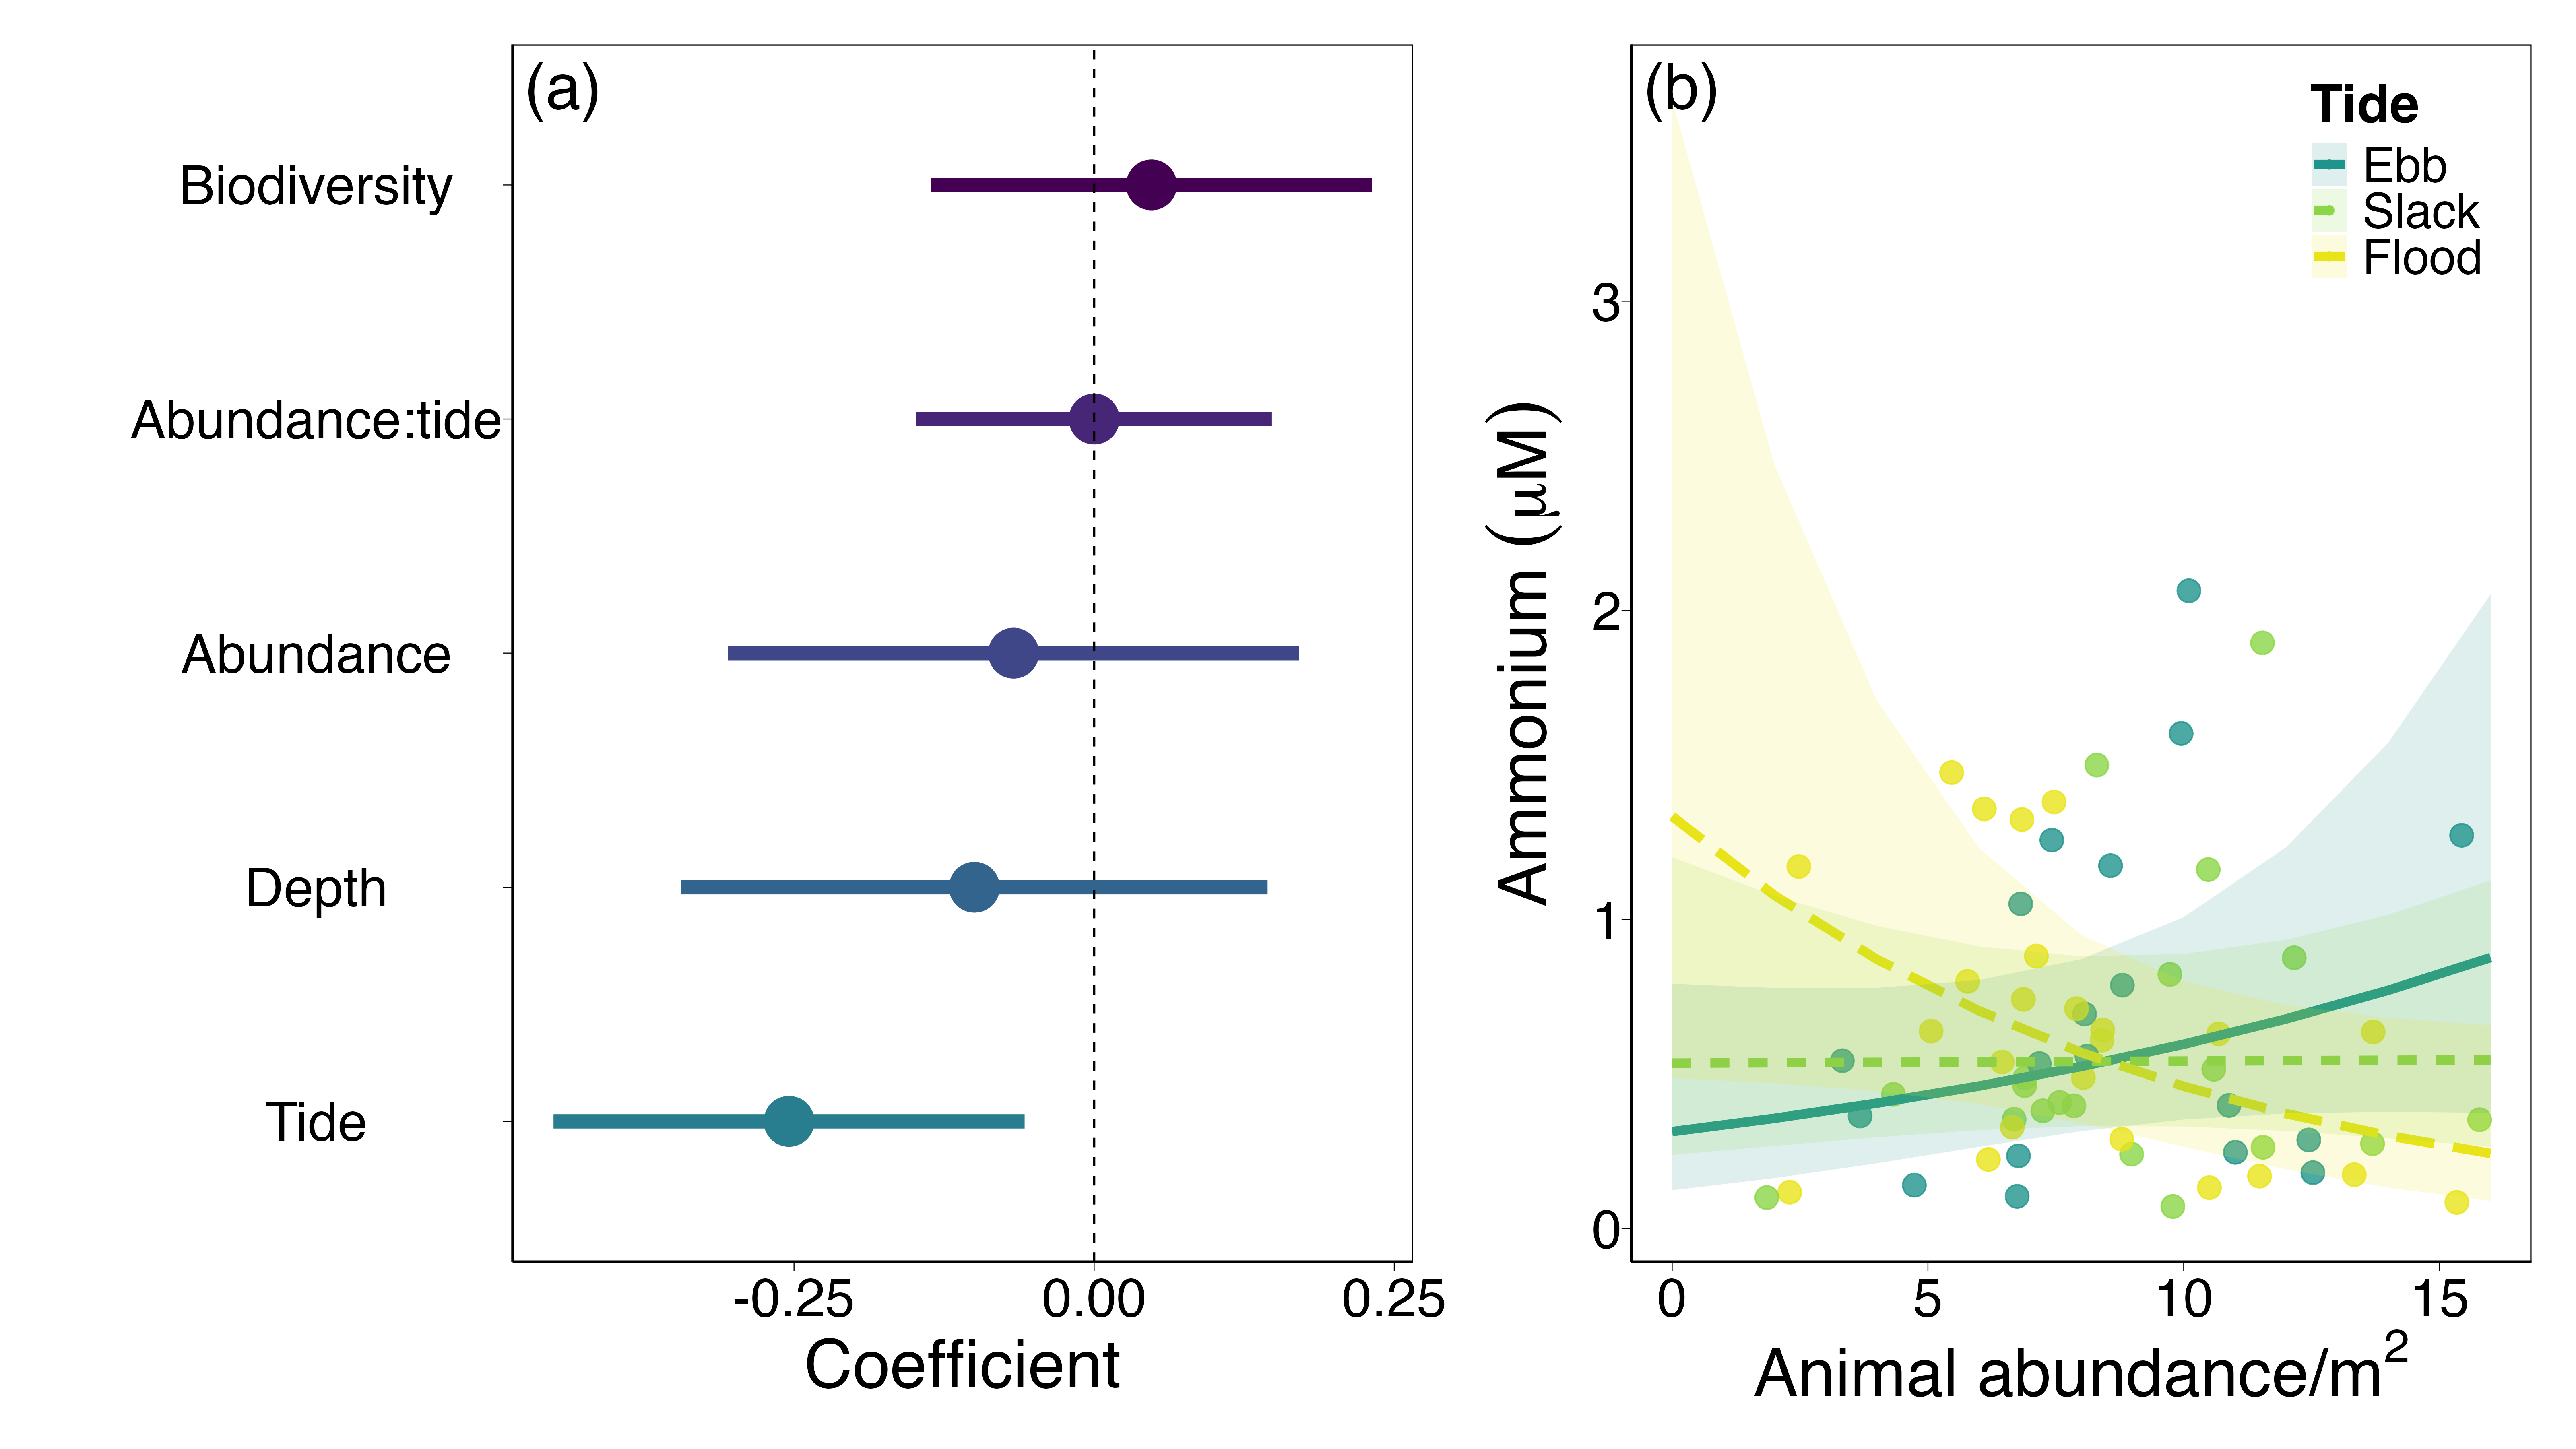 (a)
Biodiversity
Abundance:tide
Abundance
Depth
Tide
-0.25 0.00 0.25
Coefficient
(b)
Tide
Ebb
Slack
Flood
Ammonium (μM)
3
2
1
0
0 5 10 15
Animal abundance/m²